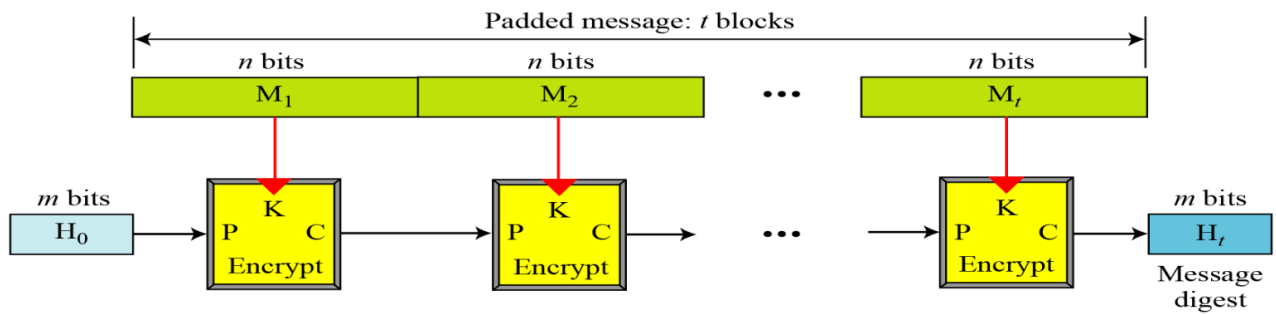 Padded message: t blocks
n bits n bits n bits
M₁ M₂ ••• Mₜ
m bits K K K m bits
H₀ P C P C ••• P C Hₜ
Encrypt Encrypt Encrypt
Message
digest